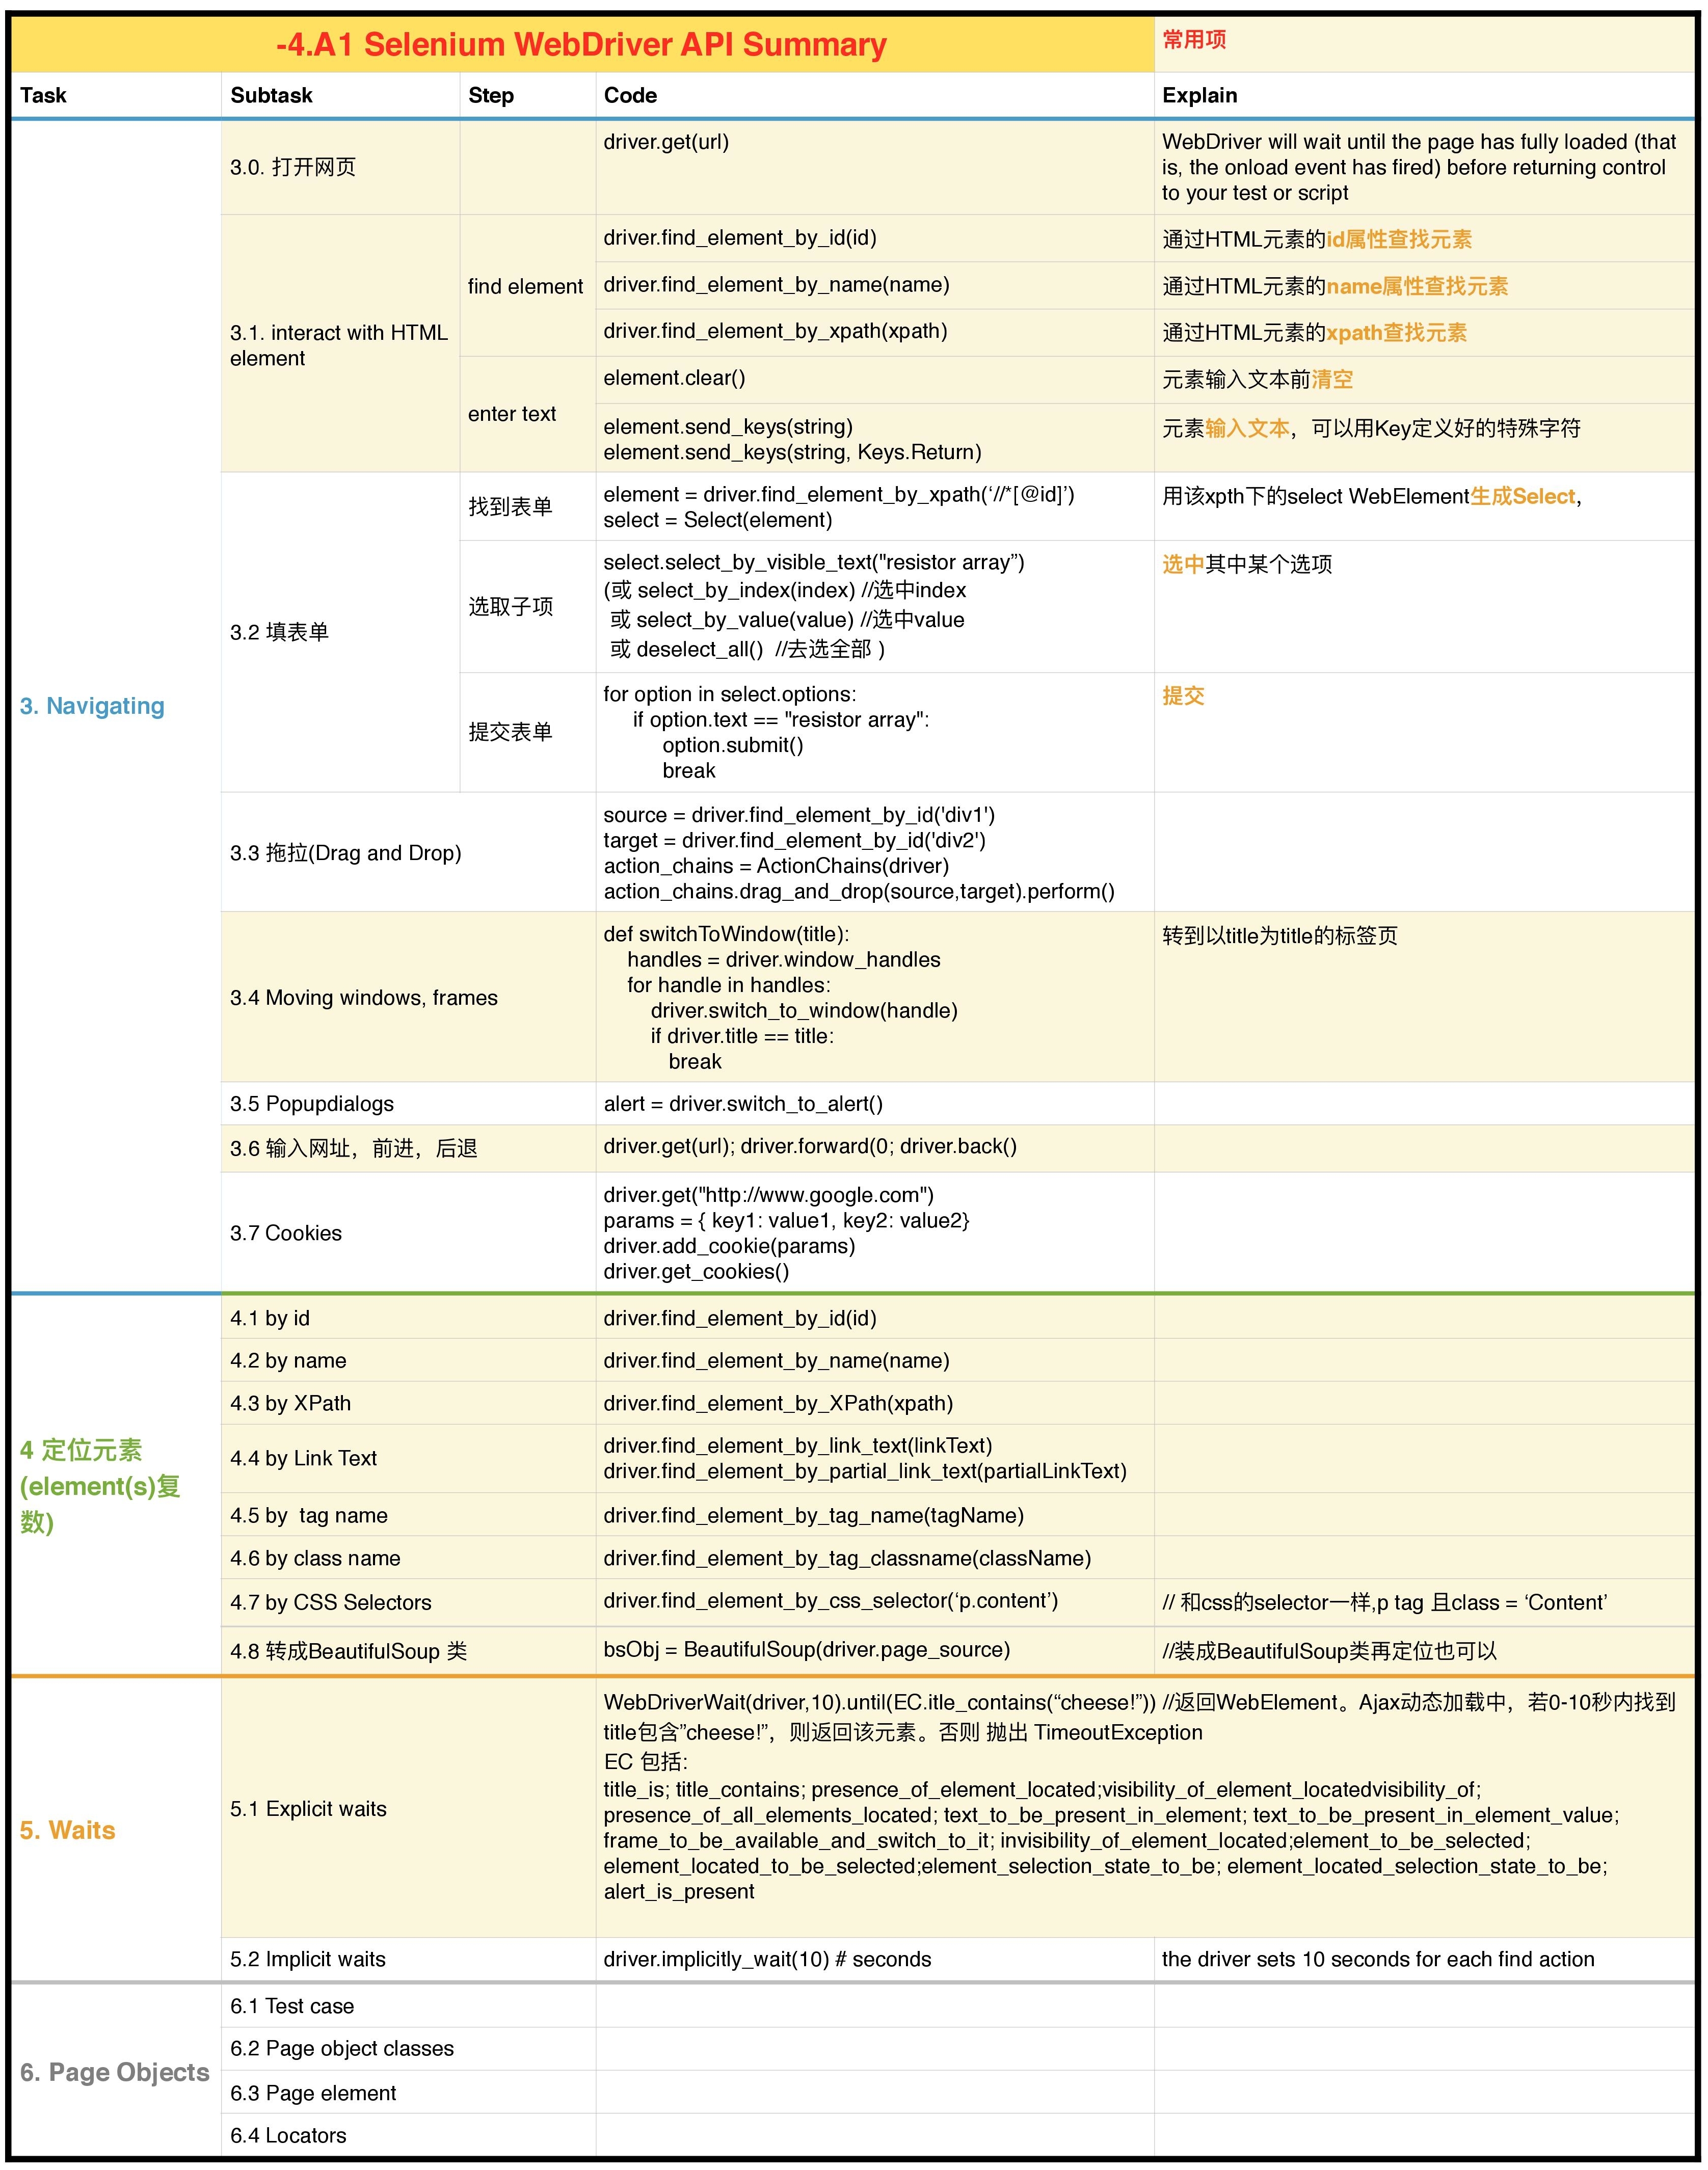 -4.A1 Selenium WebDriver API Summary
常用项
Task
Subtask
Step
Code
Explain
3. Navigating
3.0. 打开网页
driver.get(url)
WebDriver will wait until the page has fully loaded (that
is, the onload event has fired) before returning control
to your test or script
3.1. interact with HTML
element
find element
driver.find_element_by_id(id)
通过HTML元素的id属性查找元素
driver.find_element_by_name(name)
通过HTML元素的name属性查找元素
driver.find_element_by_xpath(xpath)
通过HTML元素的xpath查找元素
enter text
element.clear()
元素输入文本前清空
element.send_keys(string)
element.send_keys(string, Keys.Return)
元素输入文本，可以用Key定义好的特殊字符
3.2 填表单
找到表单
element = driver.find_element_by_xpath(‘//*[@id]’)
select = Select(element)
用该xpth下的select WebElement生成Select，
选取子项
select.select_by_visible_text("resistor array”)
(或 select_by_index(index) //选中index
或 select_by_value(value) //选中value
或 deselect_all()  //去选全部 )
选中其中某个选项
提交表单
for option in select.options:
if option.text == "resistor array":
option.submit()
break
提交
3.3 拖拉(Drag and Drop)
source = driver.find_element_by_id('div1')
target = driver.find_element_by_id('div2')
action_chains = ActionChains(driver)
action_chains.drag_and_drop(source,target).perform()
3.4 Moving windows, frames
def switchToWindow(title):
handles = driver.window_handles
for handle in handles:
driver.switch_to_window(handle)
if driver.title == title:
break
转到以title为title的标签页
3.5 Popupdialogs
alert = driver.switch_to_alert()
3.6 输入网址，前进，后退
driver.get(url); driver.forward(0; driver.back()
3.7 Cookies
driver.get("http://www.google.com")
params = { key1: value1, key2: value2}
driver.add_cookie(params)
driver.get_cookies()
4 定位元素
(element(s)复
数)
4.1 by id
driver.find_element_by_id(id)
4.2 by name
driver.find_element_by_name(name)
4.3 by XPath
driver.find_element_by_XPath(xpath)
4.4 by Link Text
driver.find_element_by_link_text(linkText)
driver.find_element_by_partial_link_text(partialLinkText)
4.5 by  tag name
driver.find_element_by_tag_name(tagName)
4.6 by class name
driver.find_element_by_tag_classname(className)
4.7 by CSS Selectors
driver.find_element_by_css_selector(‘p.content’)
// 和css的selector一样,p tag 且class = ‘Content’
4.8 转成BeautifulSoup 类
bsObj = BeautifulSoup(driver.page_source)
//装成BeautifulSoup类再定位也可以
5. Waits
5.1 Explicit waits
WebDriverWait(driver,10).until(EC.itle_contains(“cheese!”)) //返回WebElement。Ajax动态加载中，若0-10秒内找到
title包含”cheese!”，则返回该元素。否则 抛出 TimeoutException
EC 包括:
title_is; title_contains; presence_of_element_located;visibility_of_element_locatedvisibility_of;
presence_of_all_elements_located; text_to_be_present_in_element; text_to_be_present_in_element_value;
frame_to_be_available_and_switch_to_it; invisibility_of_element_located;element_to_be_selected;
element_located_to_be_selected;element_selection_state_to_be; element_located_selection_state_to_be;
alert_is_present
5.2 Implicit waits
driver.implicitly_wait(10) # seconds
the driver sets 10 seconds for each find action
6. Page Objects
6.1 Test case
6.2 Page object classes
6.3 Page element
6.4 Locators